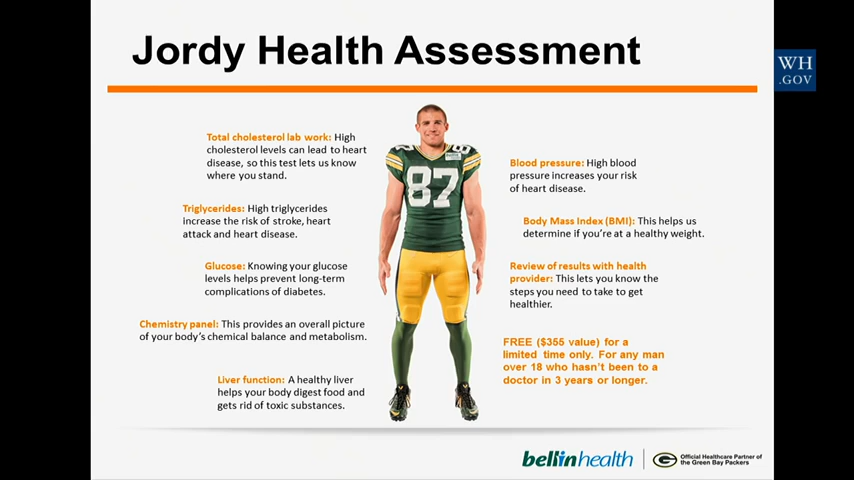 Jordy Health Assessment
WH
.GOV
Total cholesterol lab work: High
cholesterol levels can lead to heart
disease, so this test lets us know
where you stand.
Triglycerides: High triglycerides
increase the risk of stroke, heart
attack and heart disease.
Glucose: Knowing your glucose
levels helps prevent long-term
complications of diabetes.
Chemistry panel: This provides an overall picture
of your body's chemical balance and metabolism.
Liver function: A healthy liver
helps your body digest food and
gets rid of toxic substances.
87
Blood pressure: High blood
pressure increases your risk
of heart disease.
Body Mass Index (BMI): This helps us
determine if you're at a healthy weight.
Review of results with health
provider: This lets you know the
steps you need to take to get
healthier.
FREE ($355 value) for a
limited time only. For any man
over 18 who hasn't been to a
doctor in 3 years or longer.
bellinhealth
G
Official Healthcare Partner of
the Green Bay Packers